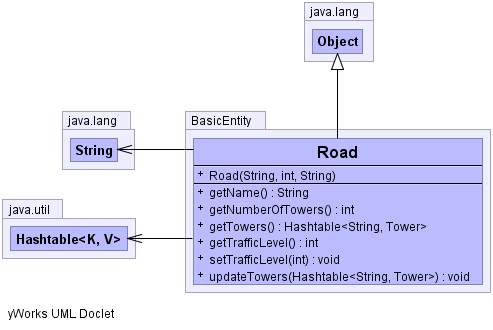 java.lang
Object
java.lang
String
java.util
Hashtable<K, V>
BasicEntity
Road
+ Road(String, int, String)
+ getName() : String
+ getNumberOfTowers() : int
+ getTowers() : Hashtable<String, Tower>
+ getTrafficLevel() : int
+ setTrafficLevel(int) : void
+ updateTowers(Hashtable<String, Tower>) : void
yWorks UML Doclet